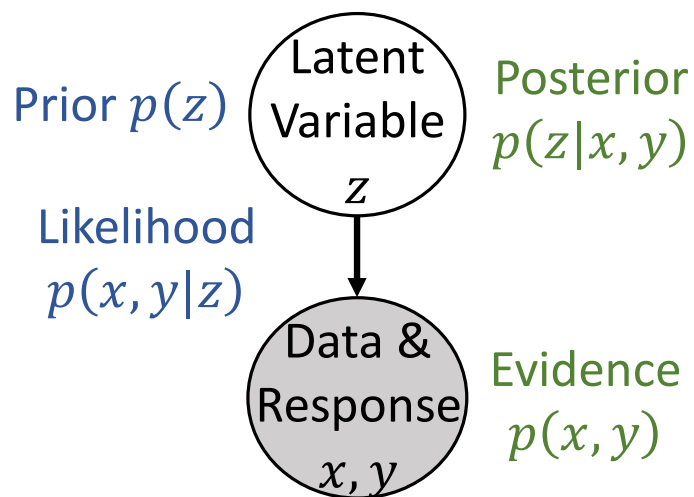 Latent
Variable
z
Prior p(z)
Posterior
p(z|x, y)
Likelihood
p(x, y|z)
Data &
Response
x, y
Evidence
p(x, y)